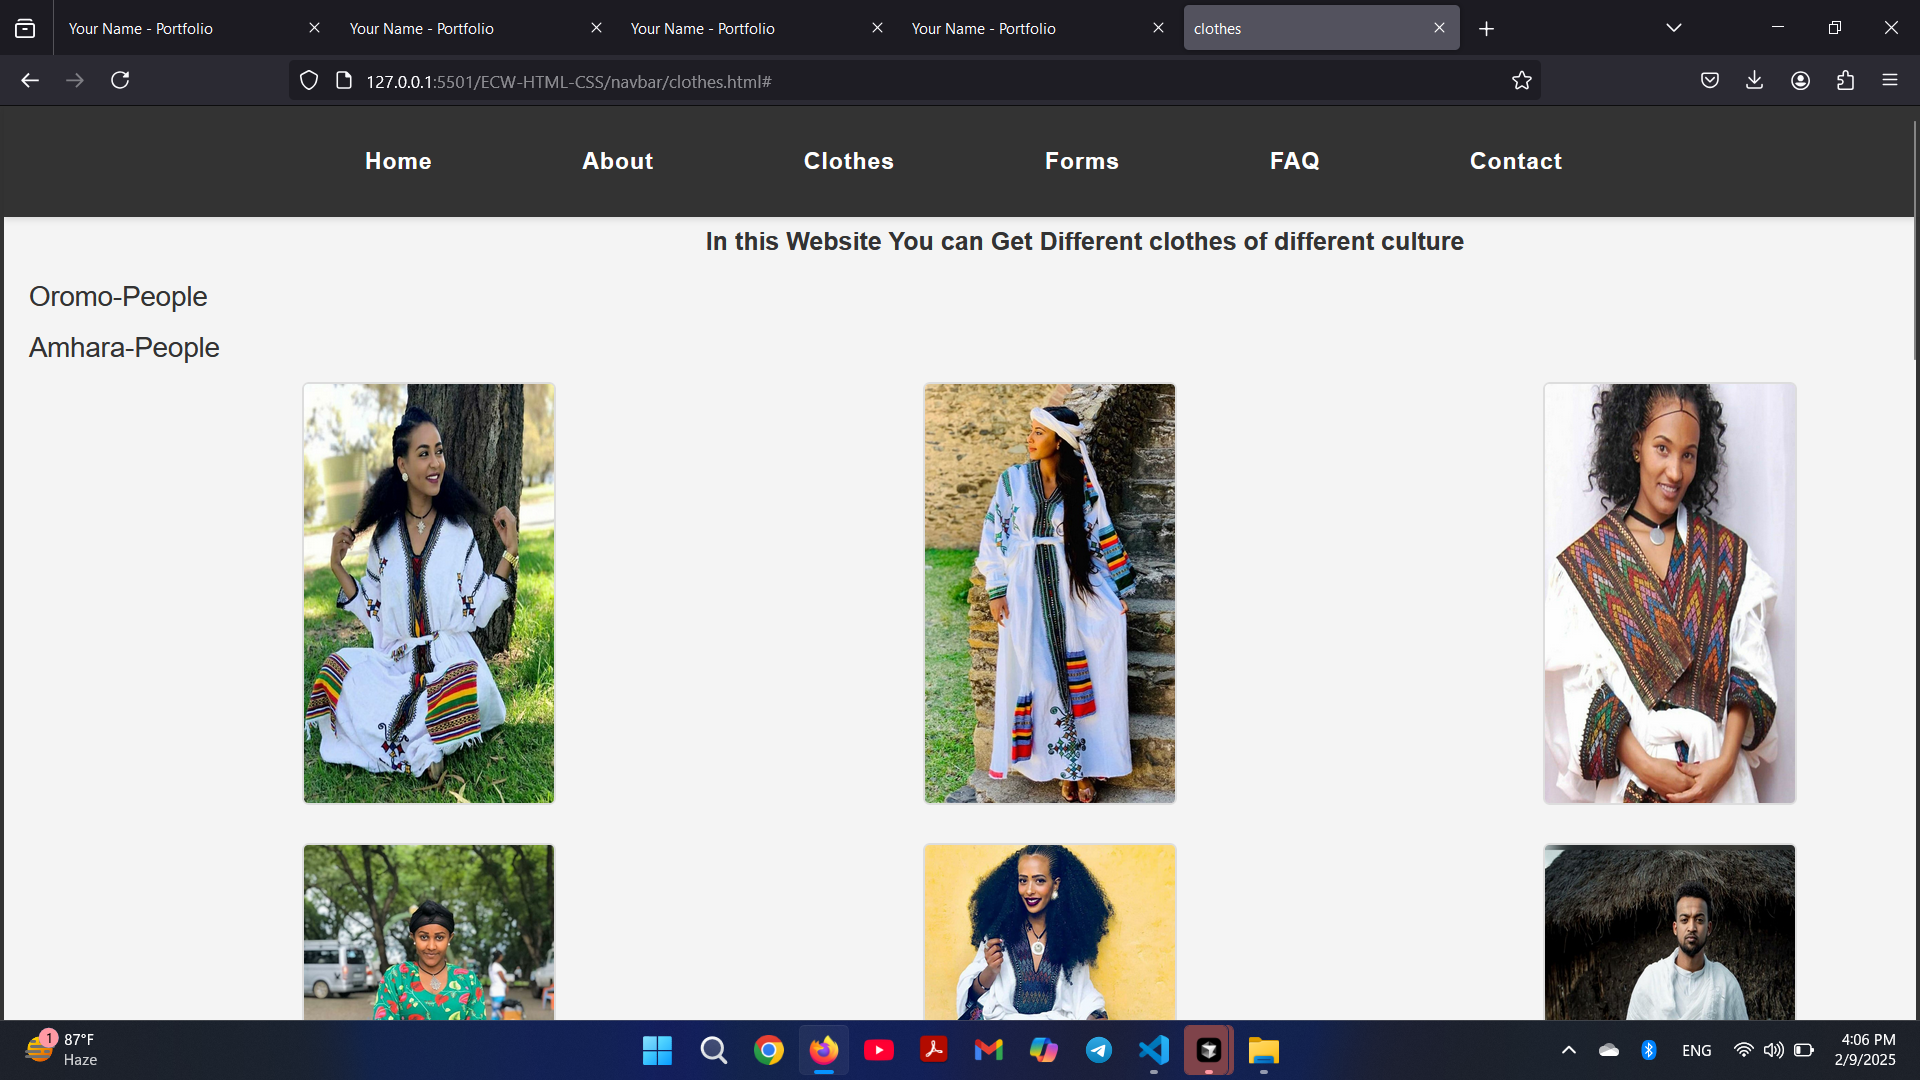 Your Name - Portfolio
Your Name - Portfolio
Your Name - Portfolio
Your Name - Portfolio
clothes
127.0.0.1:5501/ECW-HTML-CSS/navbar/clothes.html#
Home About Clothes Forms FAQ Contact
In this Website You can Get Different clothes of different culture
Oromo-People
Amhara-People
1
87°F
Haze
ENG
4:06 PM
2/9/2025